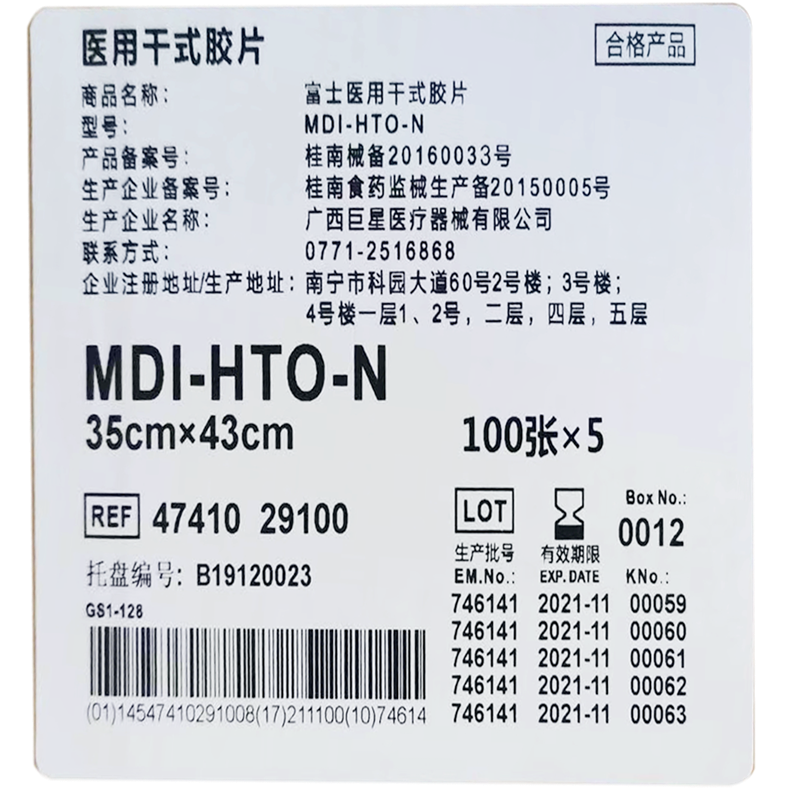 医用干式胶片
合格产品
商品名称： 富士医用干式胶片
型号： MDI-HTO-N
产品备案号： 桂南械备20160033号
生产企业备案号： 桂南食药监械生产备20150005号
生产企业名称： 广西巨星医疗器械有限公司
联系方式： 0771-2516868
企业注册地址/生产地址： 南宁市科园大道60号2号楼；3号楼；
4号楼一层1、2号，二层，四层，五层
MDI-HTO-N
35cm×43cm 100张×5
REF 47410 29100
托盘编号: B19120023
GS1-128
(01)14547410291008(17)211100(10)74614
LOT Box No.:
0012
生产批号 有效期限
EM.No.: EXP.DATE KNo.:
746141 2021-11 00059
746141 2021-11 00060
746141 2021-11 00061
746141 2021-11 00062
746141 2021-11 00063